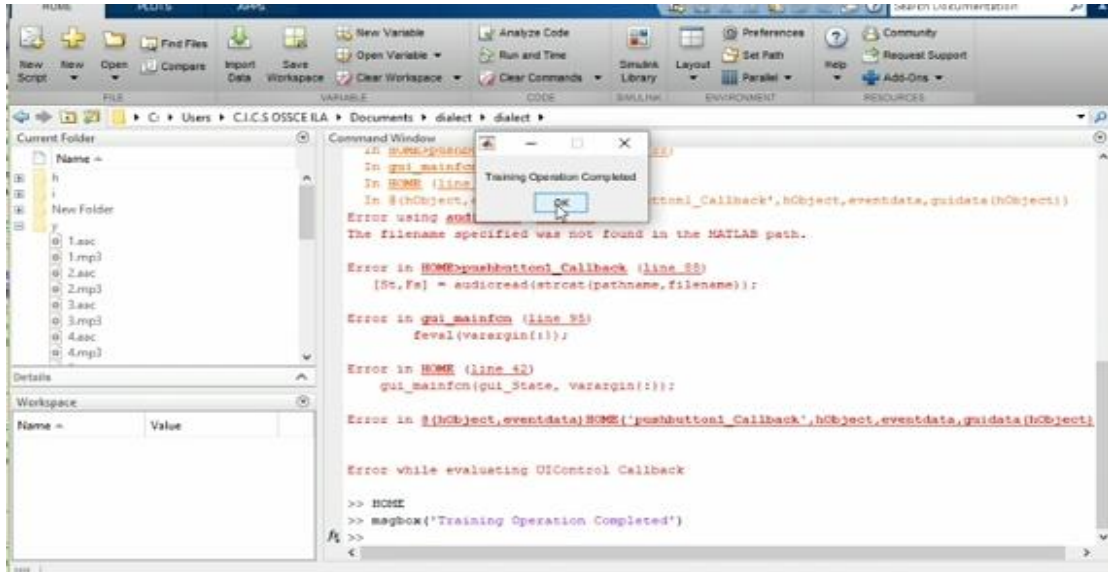 HOME PLOTS APPS Search Documentation
New Script New Open Find Files Compare Import Data Save Workspace New Variable Open Variable Clear Workspace Analyze Code Run and Time Clear Commands Simulink Library Layout Preferences Set Path Parallel Help Community Request Support Add-Ons
FILE VARIABLE CODE SIMULINK ENVIRONMENT RESOURCES
C: Users C.I.C.S OSSCE ILA Documents dialect dialect
Current Folder
Name
h
i
New Folder
y
1.aac
1.mp3
2.aac
2.mp3
3.aac
3.mp3
4.aac
4.mp3
Details
Workspace
Name Value
Command Window
In
In gui_mainfcn
In HOME (line
In @(hObject,e ttonl_Callback',hObject,eventdata,guidata(hObject))
Error using
The filename specified was not found in the MATLAB path.
Error in HOME>pushbutton1_Callback (line 88)
[St,Fs] = audioread(strcat(pathname,filename));
Error in gui_mainfcn (line 95)
feval(varargin{:});
Error in HOME (line 42)
gui_mainfcn(gui_State, varargin{:});
Error in @(hObject,eventdata)HOME('pushbutton1_Callback',hObject,eventdata,guidata(hObject)
Error while evaluating UIControl Callback
>> HOME
>> msgbox('Training Operation Completed')
fx >>
Training Operation Completed
OK